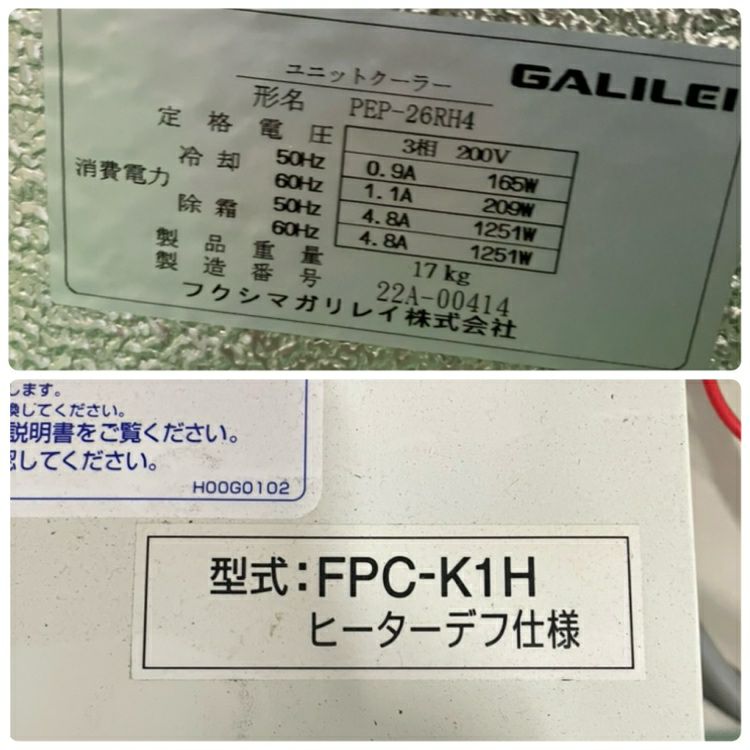 GALILEI
ユニットクーラー
形名 PEP-26RH4
定格電圧 3相 200V
消費電力 冷却 50Hz 0.9A 165W
60Hz 1.1A 209W
除霜 50Hz 4.8A 1251W
60Hz 4.8A 1251W
製品重量 17kg
製造番号 22A-00414
フクシマガリレイ株式会社
します。
換してください。
説明書をご覧ください。
認してください。
H00G0102
型式:FPC-K1H
ヒーターデフ仕様